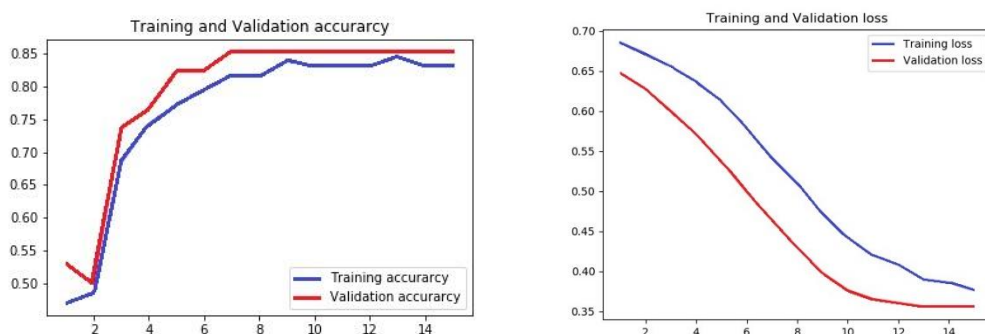 Training and Validation accurarcy
0.85
0.80
0.75
0.70
0.65
0.60
0.55
0.50
Training accurarcy
Validation accurarcy
2 4 6 8 10 12 14
Training and Validation loss
0.70
Training loss
Validation loss
0.65
0.60
0.55
0.50
0.45
0.40
0.35
2 4 6 8 10 12 14